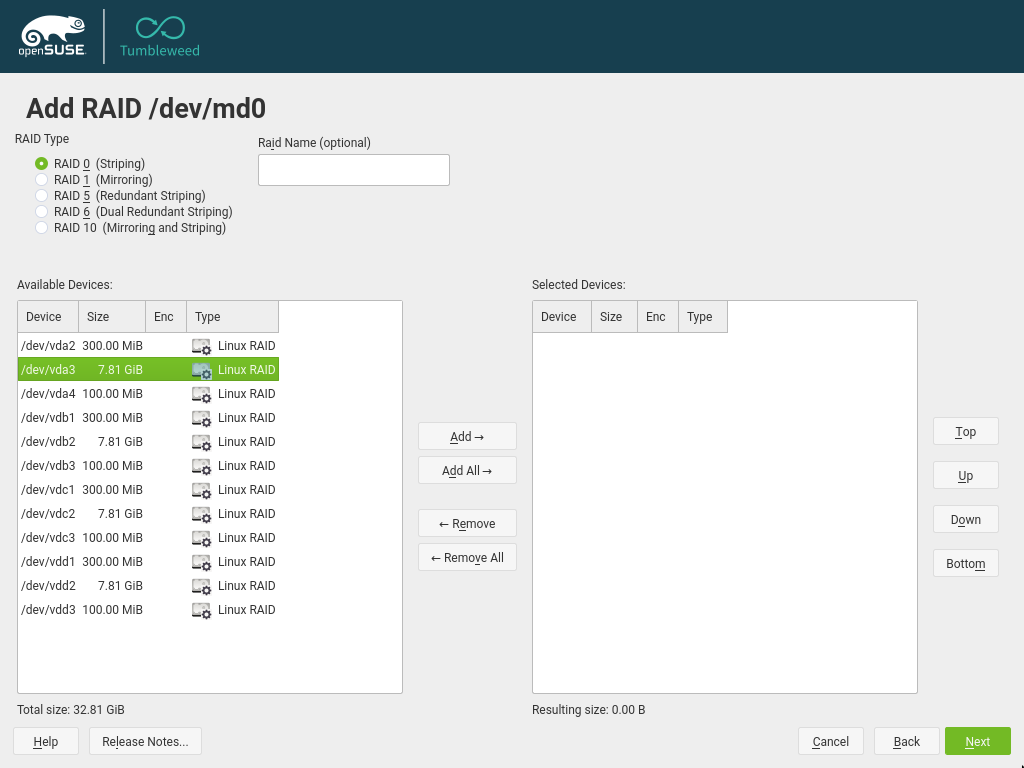 openSUSE
Tumbleweed
Add RAID /dev/md0
RAID Type
RAID 0 (Striping)
RAID 1 (Mirroring)
RAID 5 (Redundant Striping)
RAID 6 (Dual Redundant Striping)
RAID 10 (Mirroring and Striping)
Raid Name (optional)
Available Devices:
Device Size Enc Type
/dev/vda2 300.00 MiB Linux RAID
/dev/vda3 7.81 GiB Linux RAID
/dev/vda4 100.00 MiB Linux RAID
/dev/vdb1 300.00 MiB Linux RAID
/dev/vdb2 7.81 GiB Linux RAID
/dev/vdb3 100.00 MiB Linux RAID
/dev/vdc1 300.00 MiB Linux RAID
/dev/vdc2 7.81 GiB Linux RAID
/dev/vdc3 100.00 MiB Linux RAID
/dev/vdd1 300.00 MiB Linux RAID
/dev/vdd2 7.81 GiB Linux RAID
/dev/vdd3 100.00 MiB Linux RAID
Total size: 32.81 GiB
Add →
Add All →
← Remove
← Remove All
Selected Devices:
Device Size Enc Type
Resulting size: 0.00 B
Top
Up
Down
Bottom
Help
Release Notes...
Cancel
Back
Next